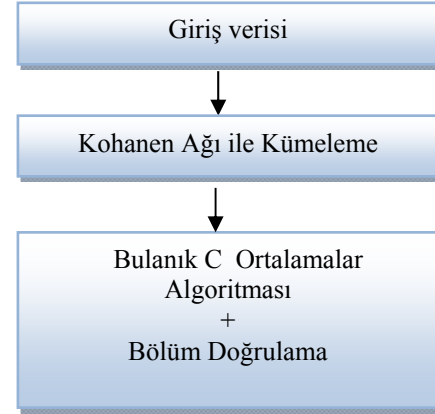 Giriş verisi
Kohanen Ağı ile Kümeleme
Bulanık C Ortalamalar
Algoritması
+
Bölüm Doğrulama